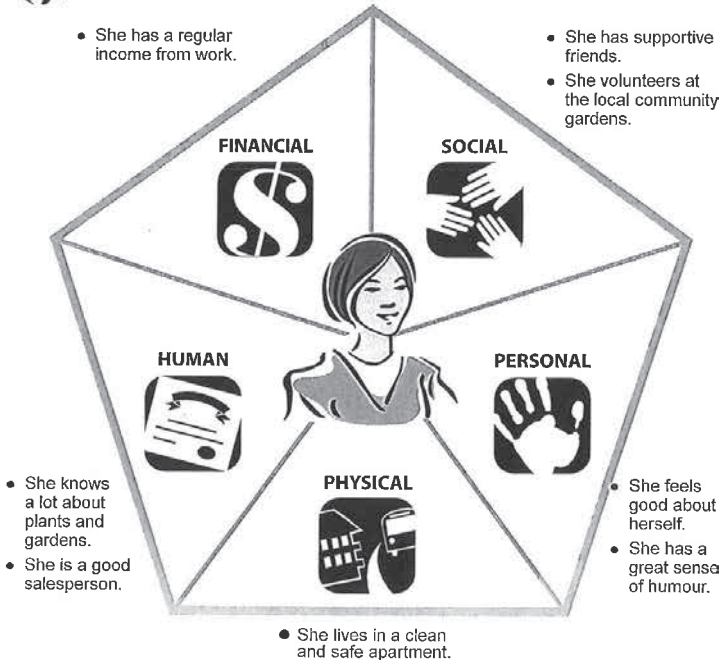 • She has a regular
income from work.
• She has supportive
friends.
• She volunteers at
the local community
gardens.
FINANCIAL
SOCIAL
HUMAN
PERSONAL
PHYSICAL
• She knows
a lot about
plants and
gardens.
• She is a good
salesperson.
• She feels
good about
herself.
• She has a
great sense
of humour.
• She lives in a clean
and safe apartment.